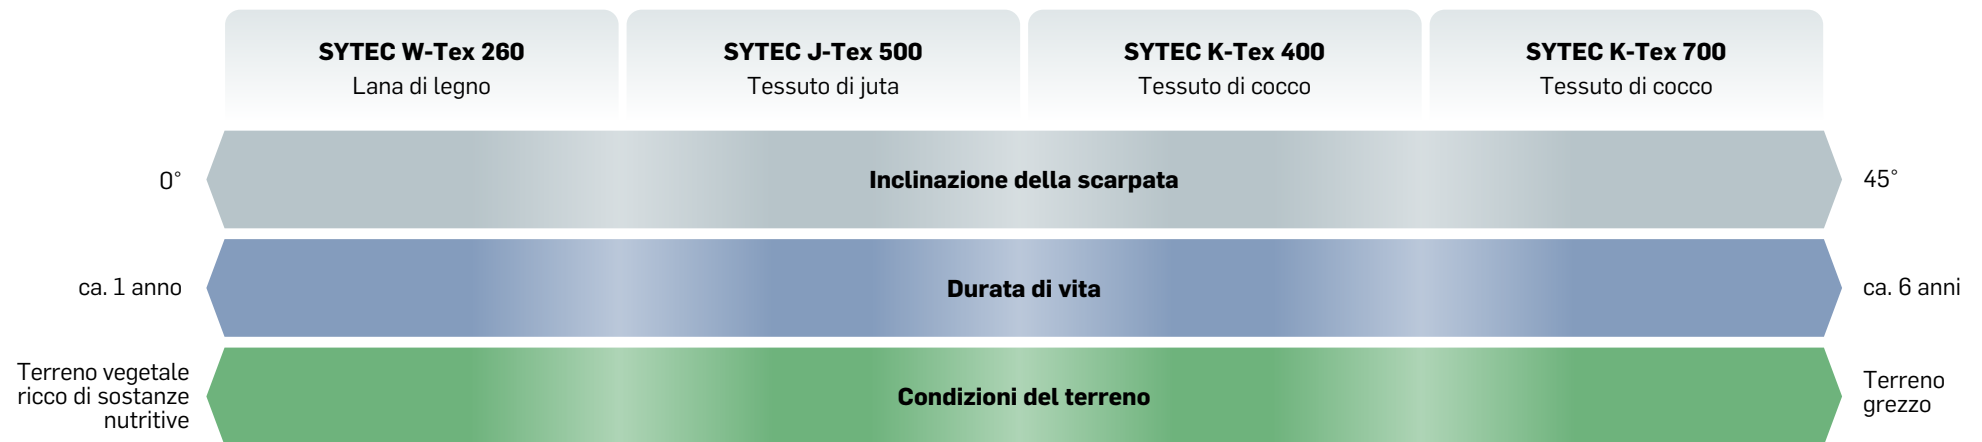 SYTEC W-Tex 260
Lana di legno
SYTEC J-Tex 500
Tessuto di juta
SYTEC K-Tex 400
Tessuto di cocco
SYTEC K-Tex 700
Tessuto di cocco
0°
Inclinazione della scarpata
45°
ca. 1 anno
Durata di vita
ca. 6 anni
Terreno vegetale
ricco di sostanze
nutritive
Condizioni del terreno
Terreno
grezzo